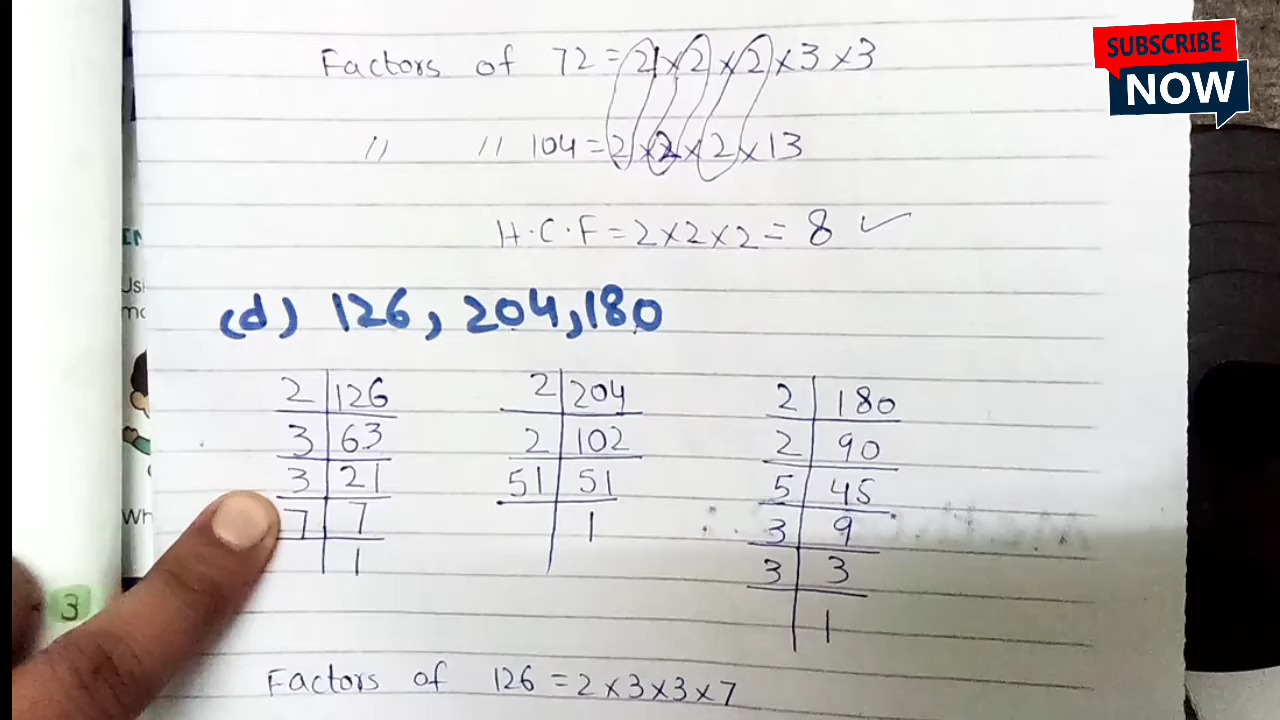 SUBSCRIBE
NOW
Factors of 72 = 2 × 2 × 2 × 3 × 3
〃 〃 104 = 2 × 2 × 2 × 13
H.C.F = 2 × 2 × 2 = 8 ✓
(d) 126, 204, 180
2 | 126
3 | 63
3 | 21
7 | 7
1
2 | 204
2 | 102
51 | 51
1
2 | 180
2 | 90
5 | 45
3 | 9
3 | 3
1
3
Factors of 126 = 2 × 3 × 3 × 7